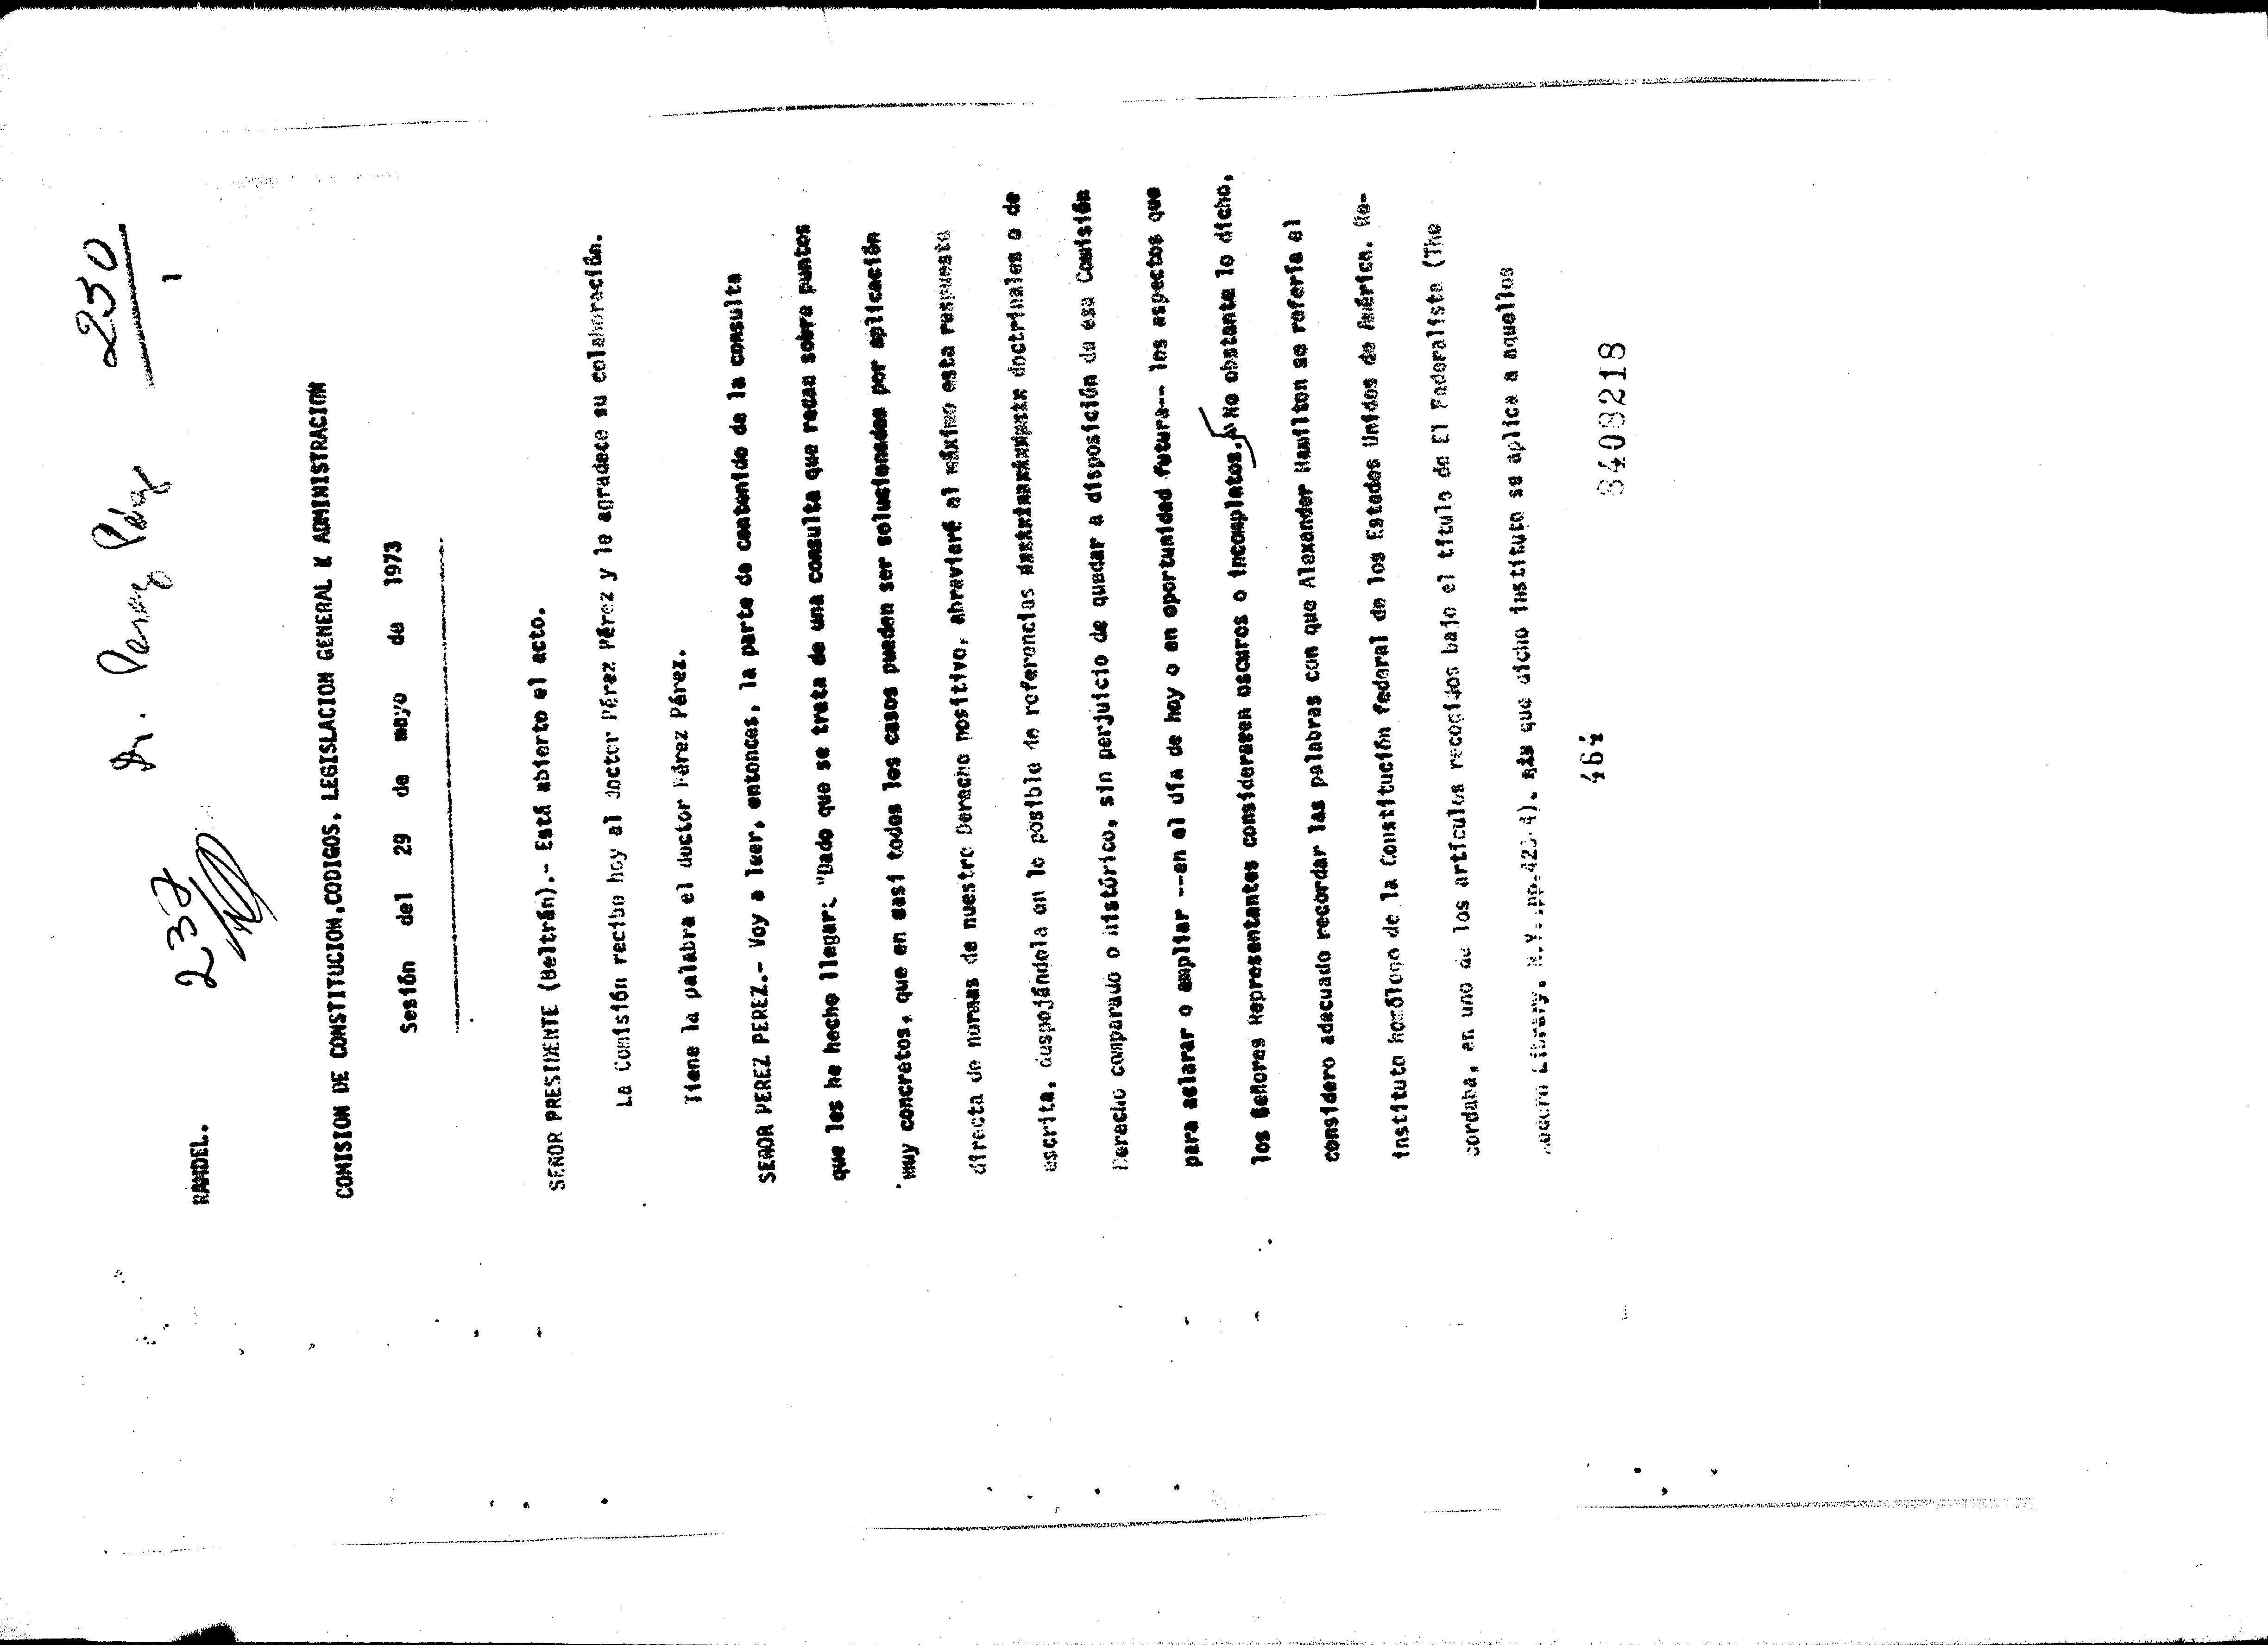 Dr. Perez Pérez 230
RANDEL. 237 1
COMISION DE CONSTITUCION,CODIGOS, LEGISLACION GENERAL Y ADMINISTRACION
Sesión del 29 de mayo de 1973
SEÑOR PRESIDENTE (Beltrán).- Está abierto el acto.
La Comisión recibe hoy al doctor Pérez Pérez y le agradece su colaboración.
Tiene la palabra el doctor Pérez Pérez.
SEÑOR PEREZ PEREZ.- Voy a leer, entonces, la parte de contenido de la consulta
que les he hecho llegar: "Dado que se trata de una consulta que recae sobre puntos
muy concretos, que en casi todos los casos pueden ser solucionados por aplicación
directa de normas de nuestro Derecho positivo, abreviaré al máximo esta respuesta
escrita, despojándola en lo posible de referencias doctrinales o de
Derecho comparado o histórico, sin perjuicio de quedar a disposición de esa Comisión
para aclarar o ampliar --en el día de hoy o en oportunidad futura-- los aspectos que
los Señores Representantes consideraren oscuros o incompletos. No obstante lo dicho,
considero adecuado recordar las palabras con que Alexander Hamilton se refería al
instituto homólogo de la Constitución federal de los Estados Unidos de América. Re-
cordaba, en uno de los artículos recogidos bajo el título de El Federalista (The
Modern Library. N.Y. pp.423.4). que dicho instituto se aplica a aquellos
464 8408218